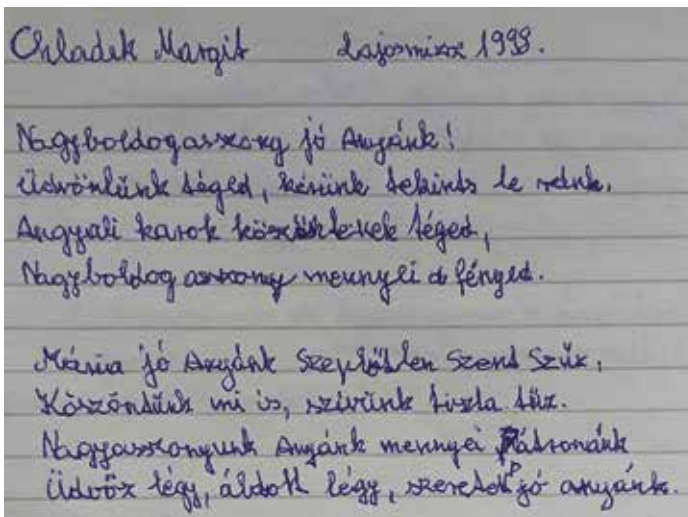 Chladek Margit Lajosmizse 1998.
Nagyboldogasszony jó Anyánk!
Üdvözlünk téged, kérünk tekints le reánk,
Angyali karok köszöntenek téged,
Nagyboldog asszony mennyei a fényed.
Mária jó Anyánk Szeplőtlen Szent Szűz,
Köszöntünk mi is, szívünk tiszta tűz.
Nagyasszonyunk Anyánk mennyei Pátronánk
Üdvöz légy, áldott légy, szerető jó anyánk.